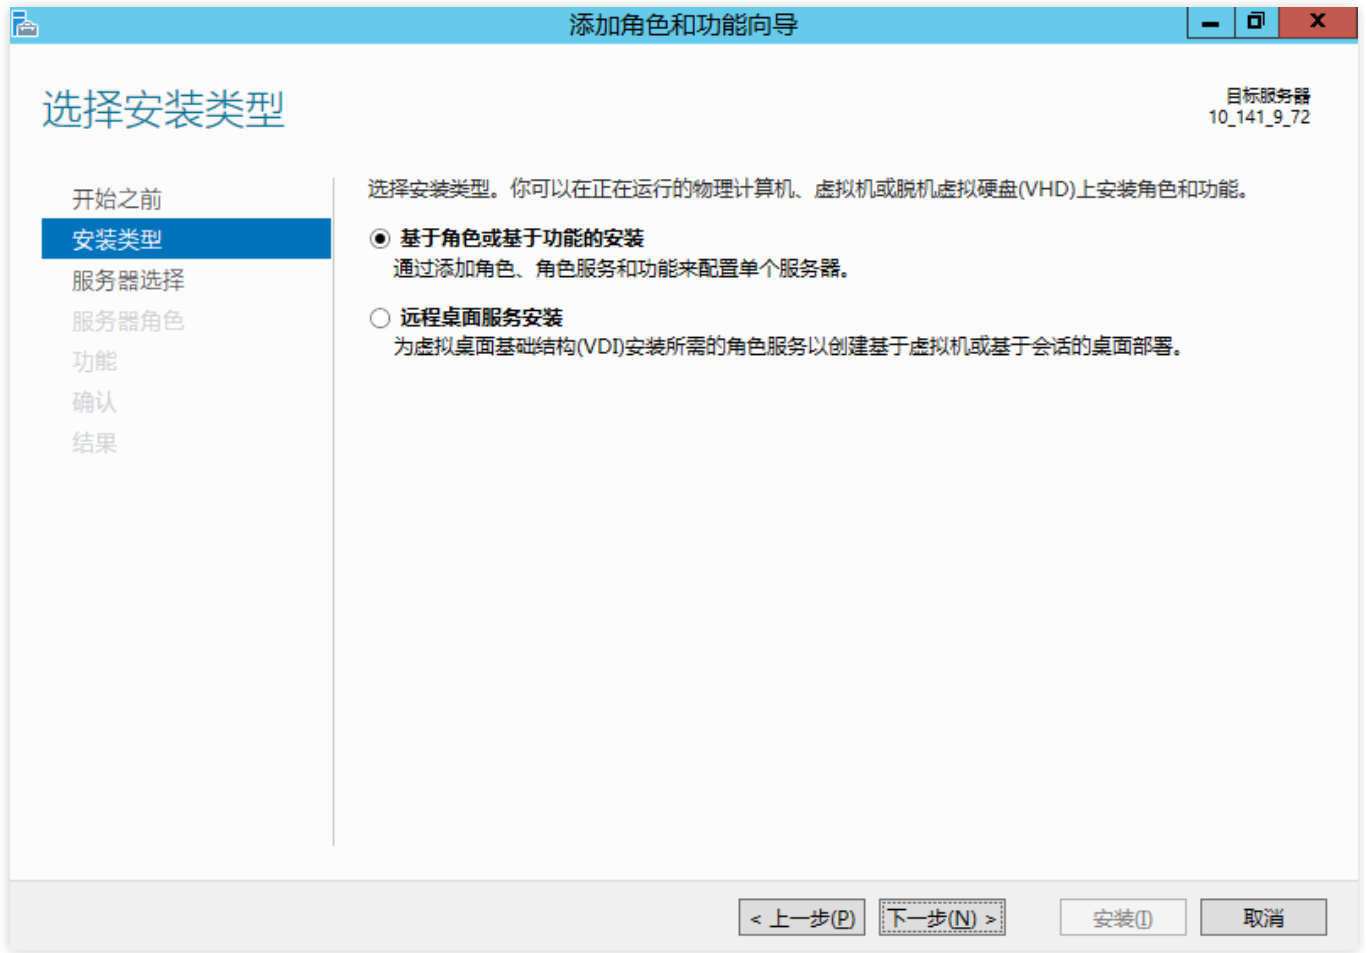 添加角色和功能向导
选择安装类型
目标服务器
10_141_9_72
开始之前
安装类型
服务器选择
服务器角色
功能
确认
结果
选择安装类型。你可以在正在运行的物理计算机、虚拟机或脱机虚拟硬盘(VHD)上安装角色和功能。
基于角色或基于功能的安装
通过添加角色、角色服务和功能来配置单个服务器。
远程桌面服务安装
为虚拟桌面基础结构(VDI)安装所需的角色服务以创建基于虚拟机或基于会话的桌面部署。
< 上一步(P)
下一步(N) >
安装(I)
取消